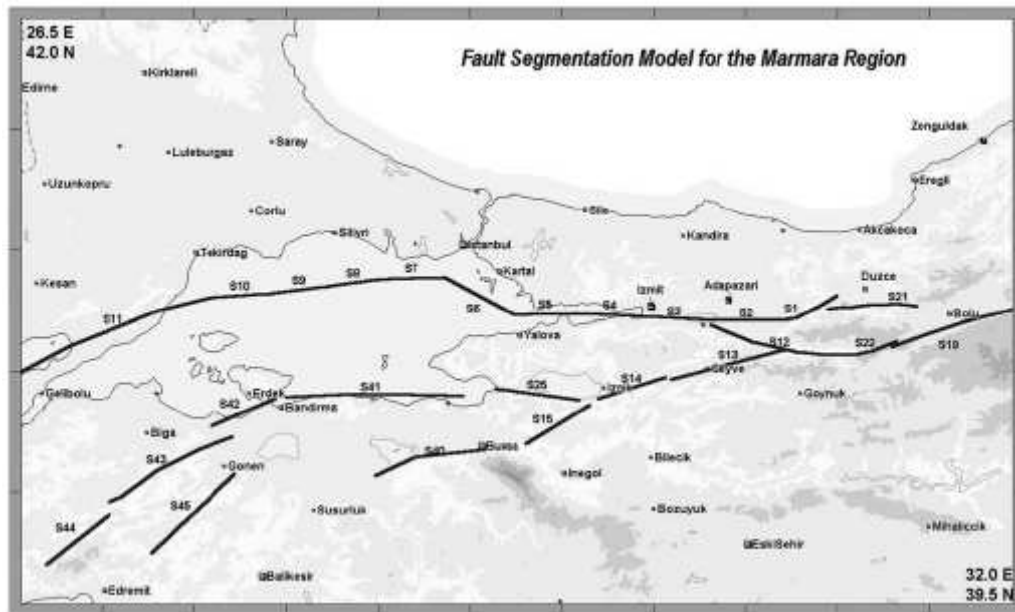 26.5 E
42.0 N
Fault Segmentation Model for the Marmara Region
Kirklareli
Edirne
Zonguldak
Saray
Luleburgaz
Uzunkopru
Eregli
Corlu
Sile
Siliyri
Kandira
Akcakoca
Istanbul
Tekirdag
S7
Kartal
S8
Kesan
S9
Duzce
Izmit
Adapazari
S10
S6
S5
S4
S3
S2
S1
S21
Bolu
S11
Yalova
S12
S22
S19
S13
Geyve
S41
S25
S14
Gelibolu
Erdek
Goynuk
S42
Bandirma
S15
Biga
Bursa
S40
S43
Gonen
Bilecik
Inegol
S45
Susurluk
Bozuyuk
S44
Mihaliccik
EskiSehir
Balikesir
Edremit
32.0 E
39.5 N